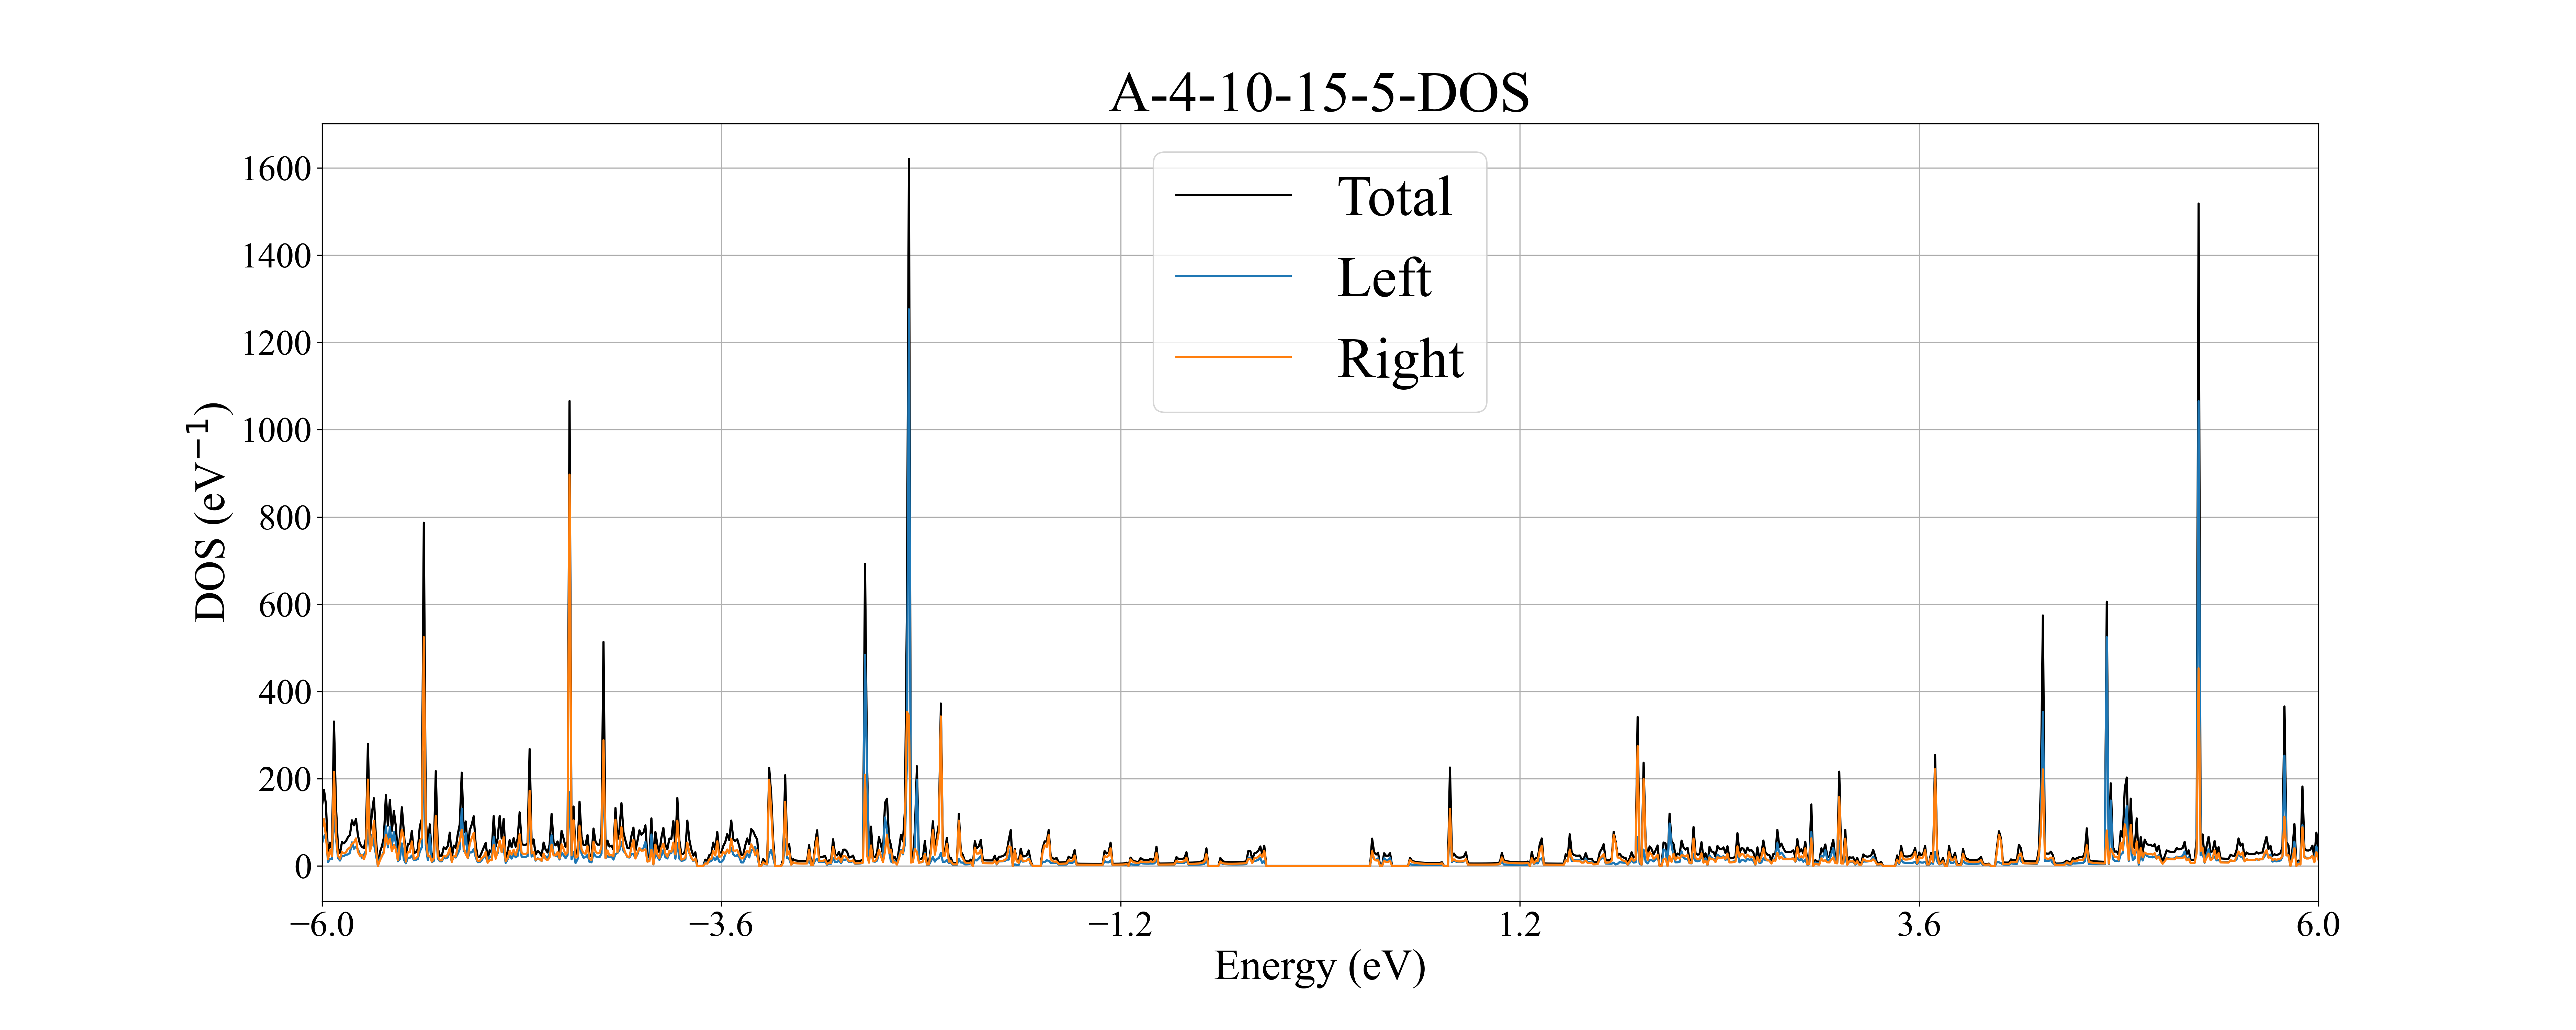 A-4-10-15-5-DOS
Total
Left
Right
DOS (eV⁻¹)
1600
1400
1200
1000
800
600
400
200
0
−6.0 −3.6 −1.2 1.2 3.6 6.0
Energy (eV)